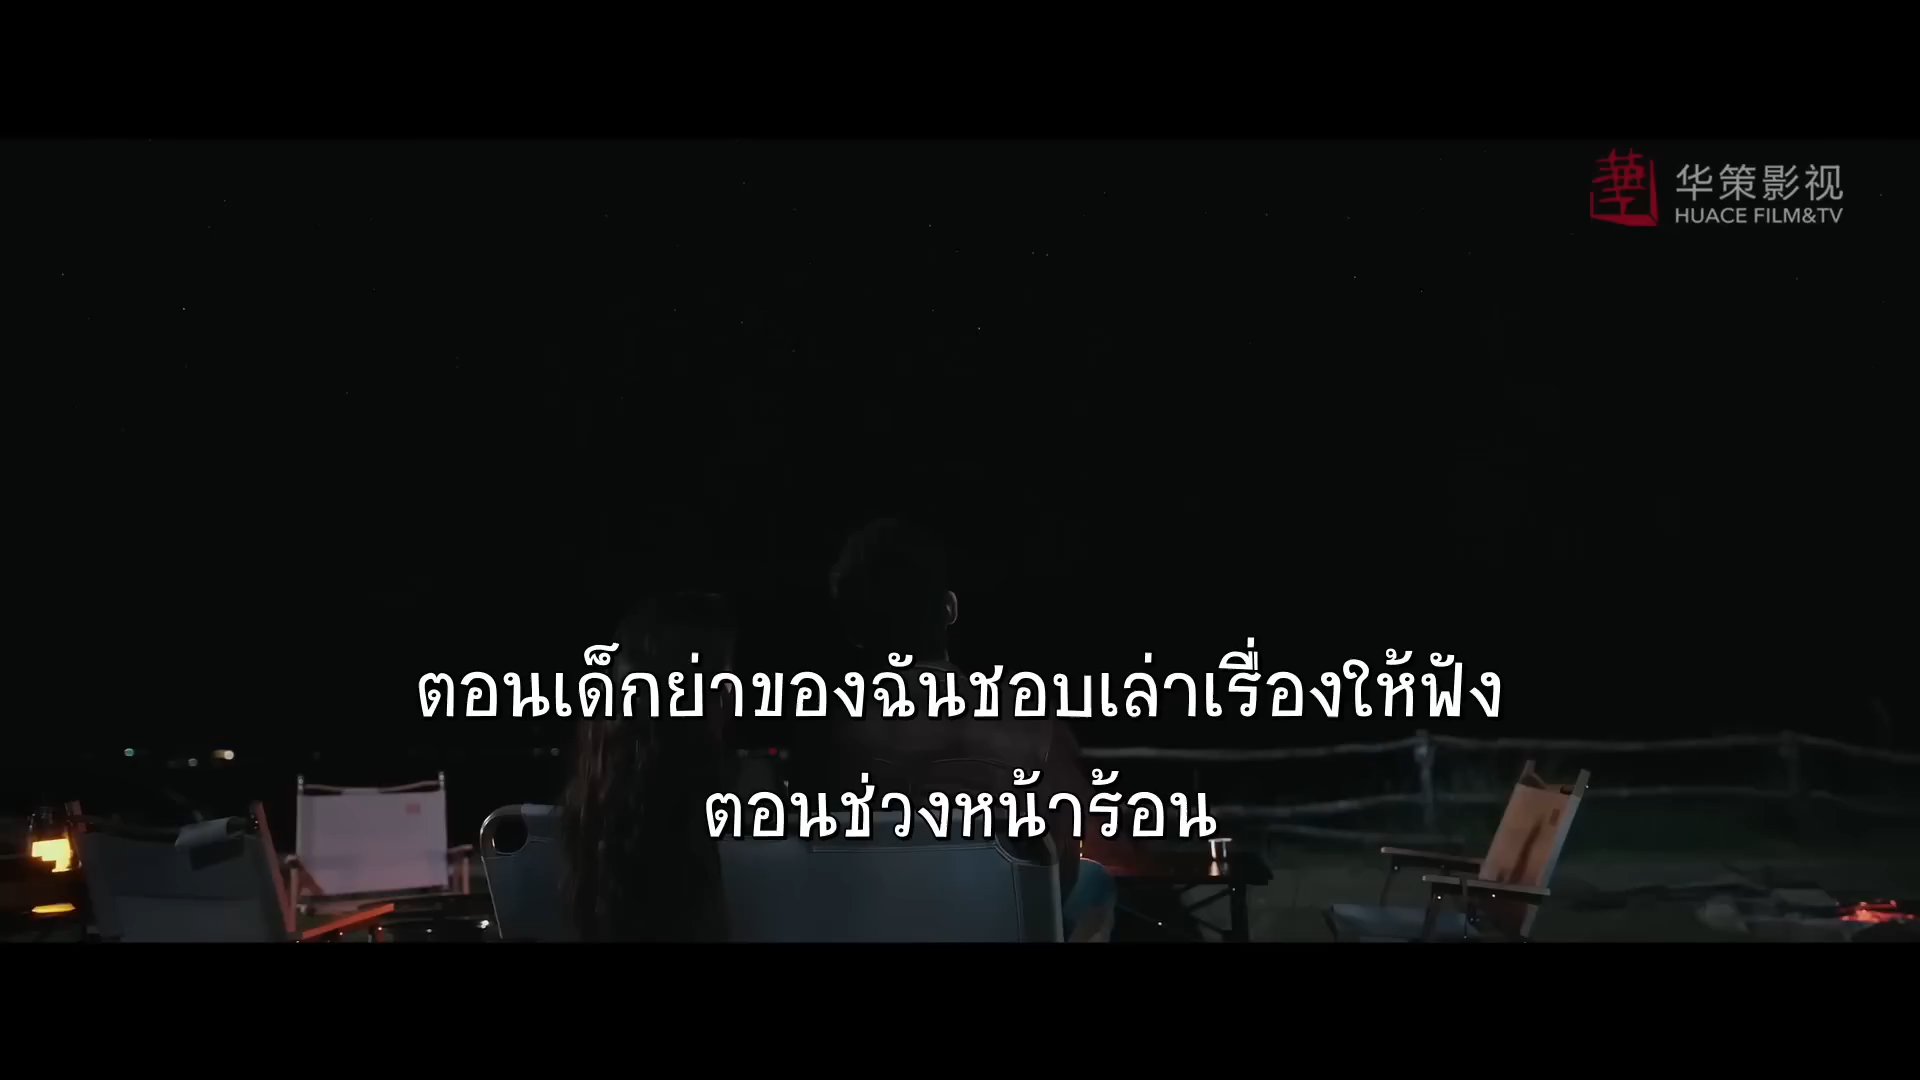 華
华策影视
HUACE FILM&TV
ตอนเด็กย่าของฉันชอบเล่าเรื่องให้ฟัง
ตอนช่วงหน้าร้อน